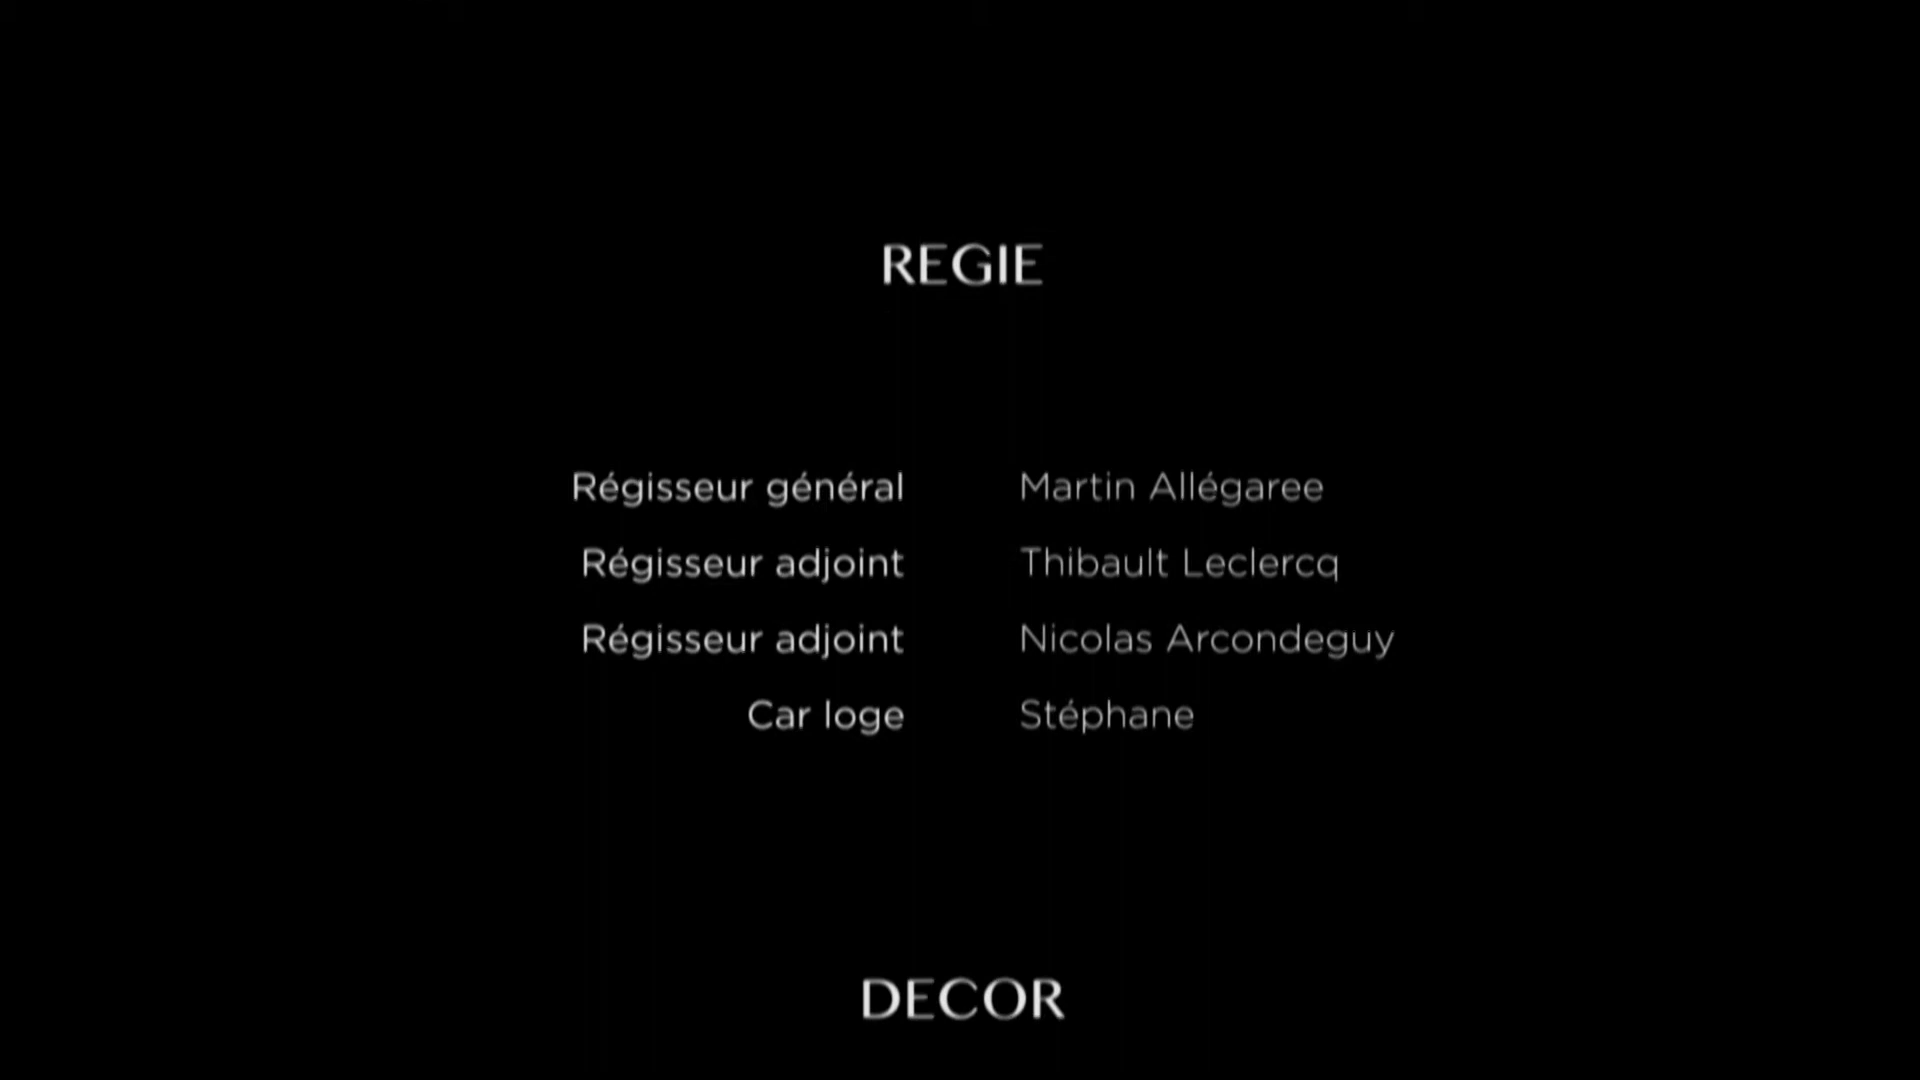 REGIE
Régisseur général Martin Allégaree
Régisseur adjoint Thibault Leclercq
Régisseur adjoint Nicolas Arcondeguy
Car loge Stéphane
DECOR